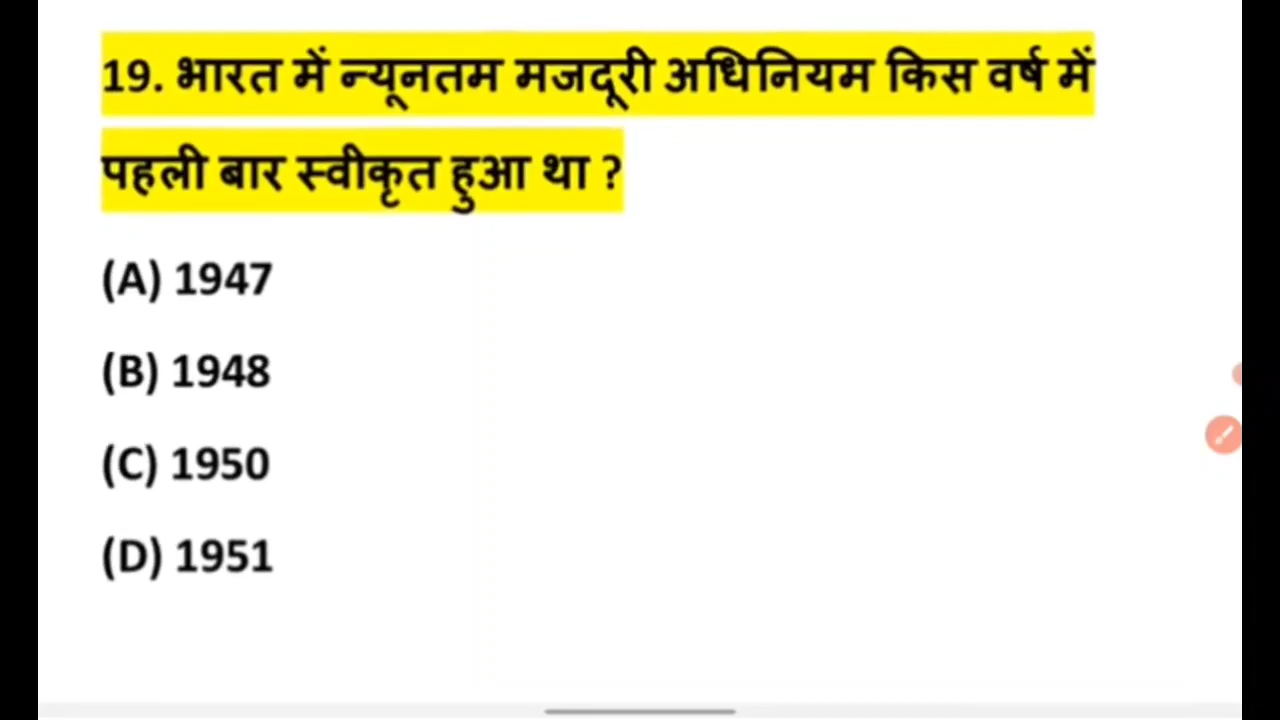 19. भारत में न्यूनतम मजदूरी अधिनियम किस वर्ष में
पहली बार स्वीकृत हुआ था ?
(A) 1947
(B) 1948
(C) 1950
(D) 1951